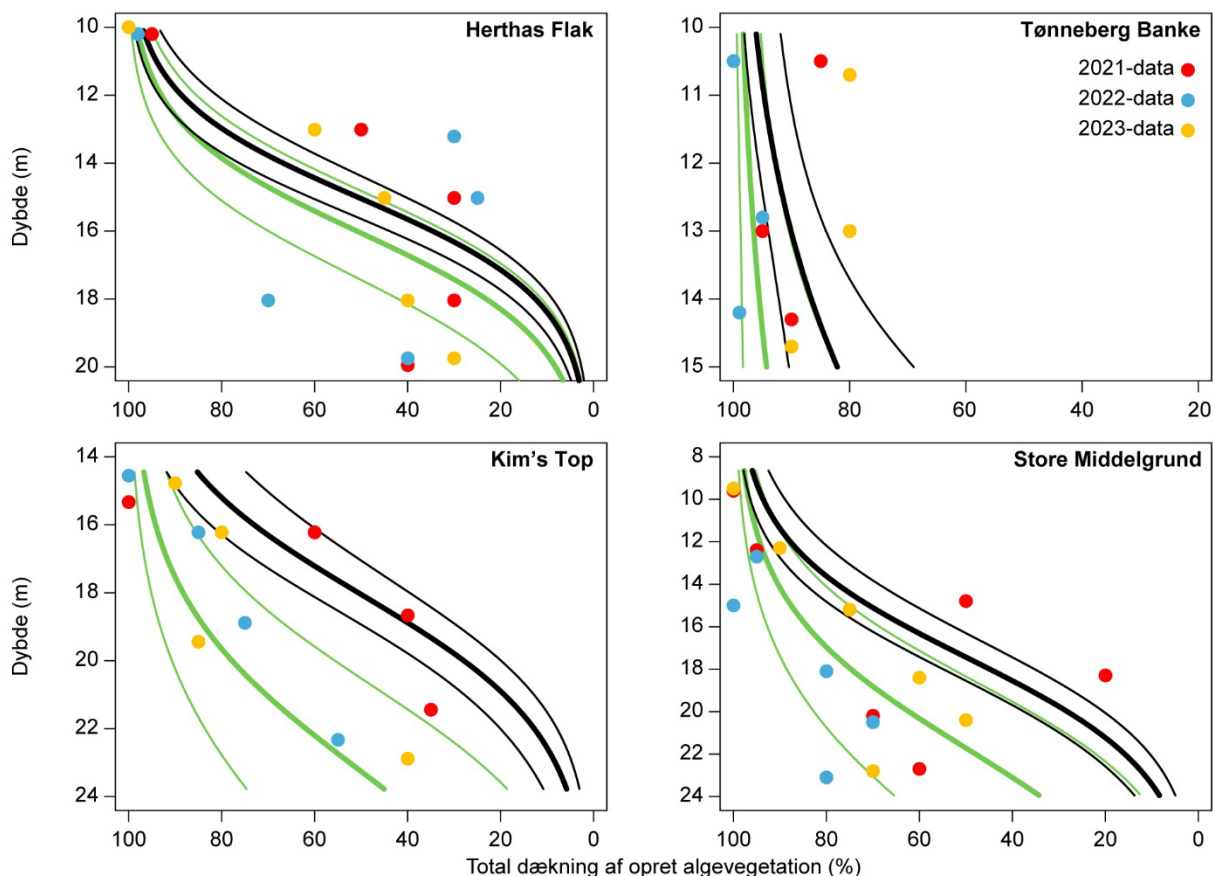 Herthas Flak
Dybde (m)
10
12
14
16
18
20
100 80 60 40 20 0
Tønneberg Banke
2021-data
2022-data
2023-data
10
11
12
13
14
15
100 80 60 40 20
Kim's Top
Dybde (m)
14
16
18
20
22
24
100 80 60 40 20 0
Store Middelgrund
8
10
12
14
16
18
20
22
24
100 80 60 40 20 0
Total dækning af opret algevegetation (%)